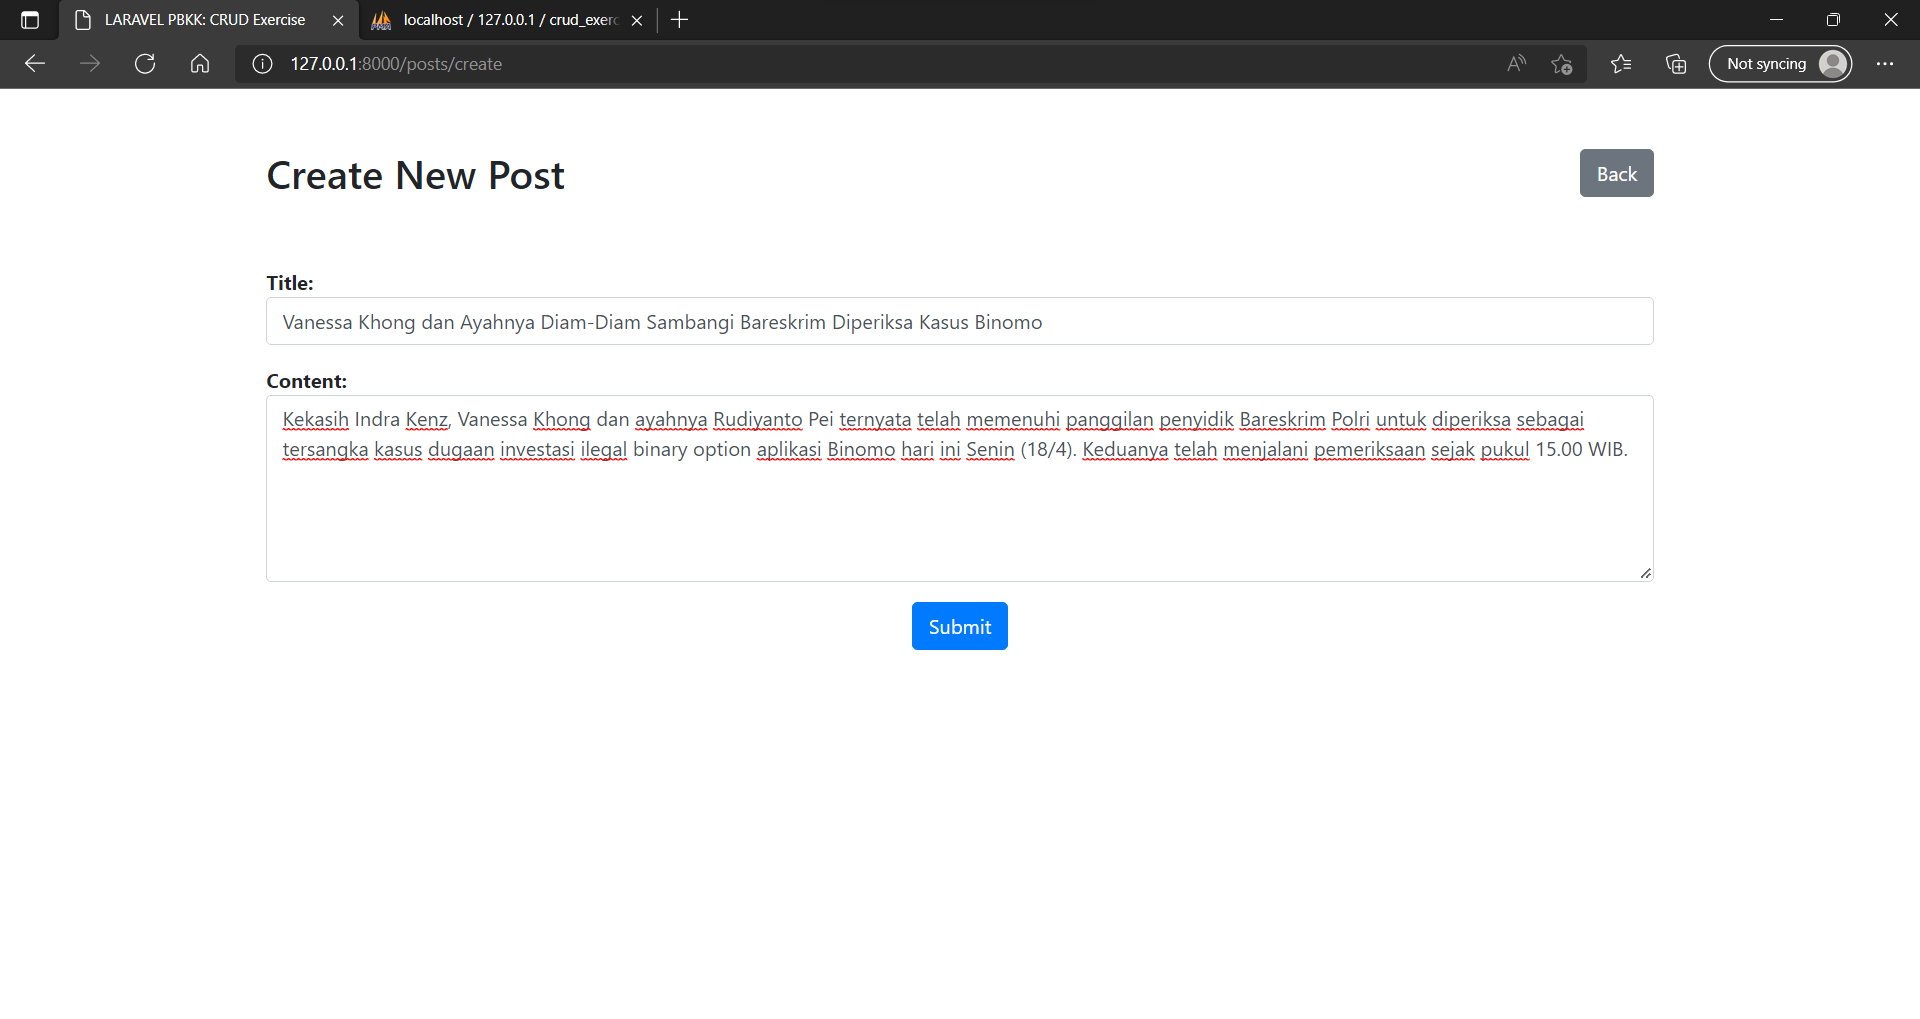 LARAVEL PBKK: CRUD Exercise
localhost / 127.0.0.1 / crud_exerc
127.0.0.1:8000/posts/create
Not syncing
Create New Post
Back
Title:
Vanessa Khong dan Ayahnya Diam-Diam Sambangi Bareskrim Diperiksa Kasus Binomo
Content:
Kekasih Indra Kenz, Vanessa Khong dan ayahnya Rudiyanto Pei ternyata telah memenuhi panggilan penyidik Bareskrim Polri untuk diperiksa sebagai
tersangka kasus dugaan investasi ilegal binary option aplikasi Binomo hari ini Senin (18/4). Keduanya telah menjalani pemeriksaan sejak pukul 15.00 WIB.
Submit